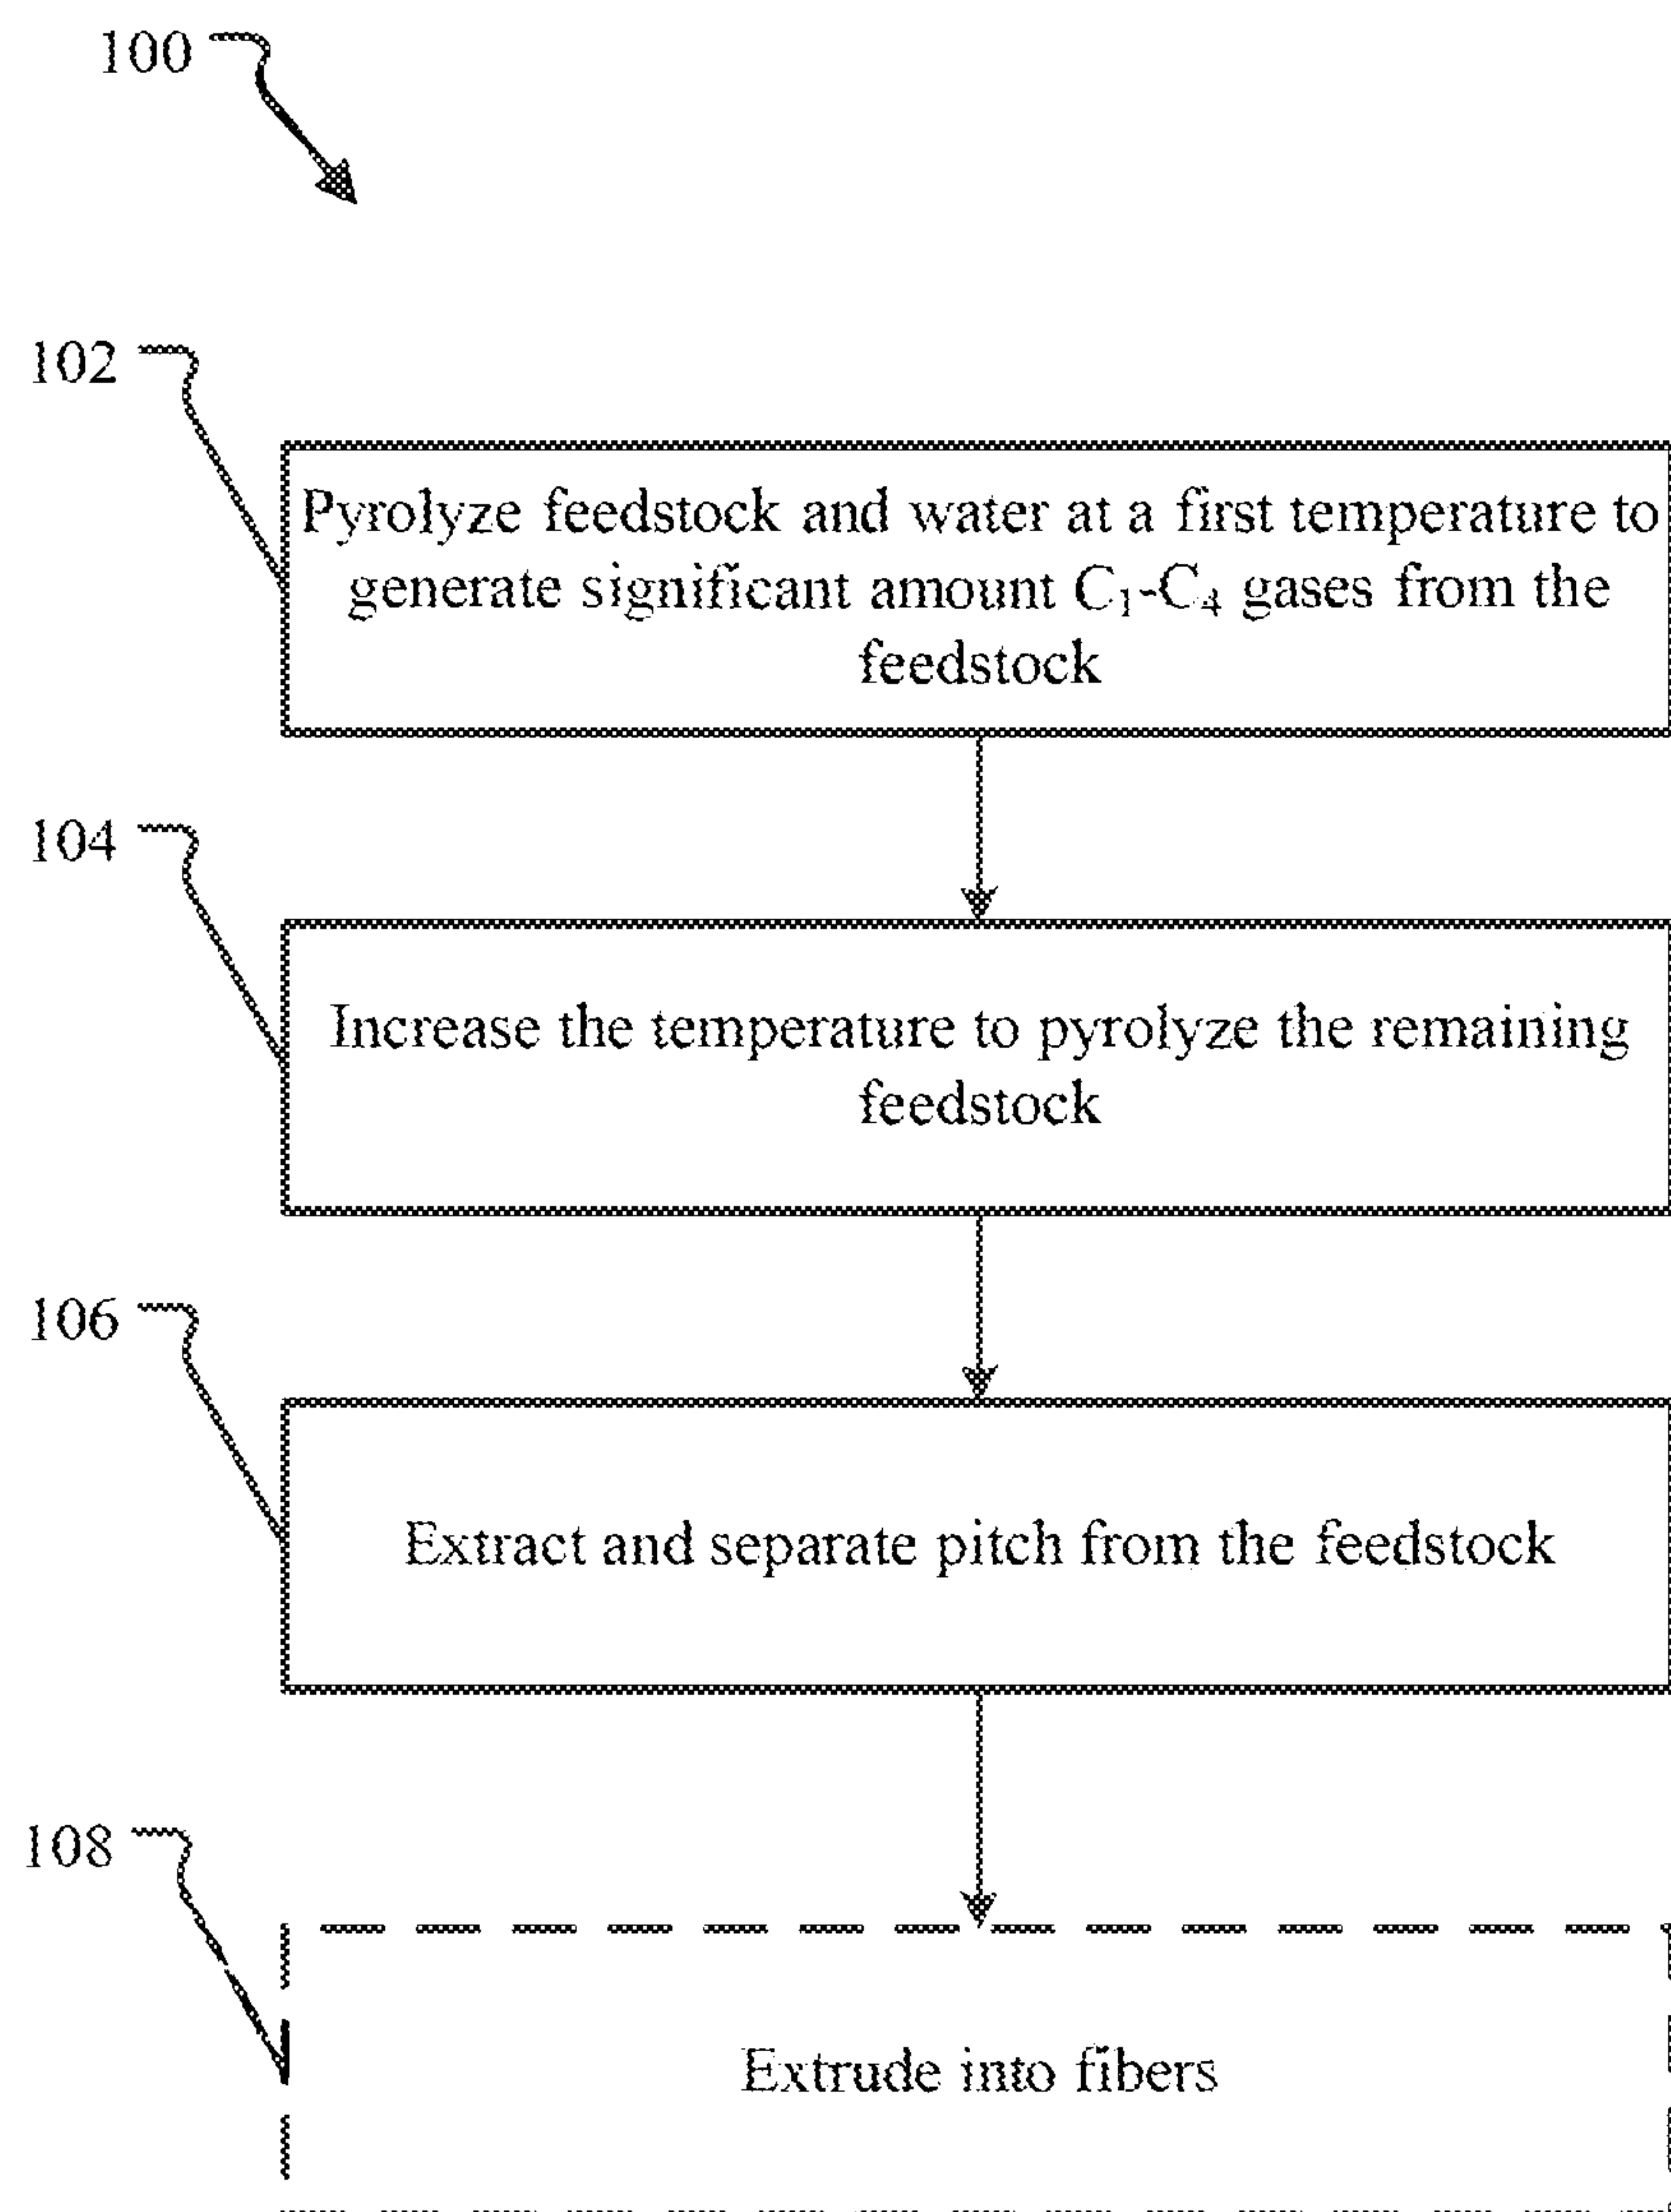 100
102
Pyrolyze feedstock and water at a first temperature to
generate significant amount C₁-C₄ gases from the
feedstock
104
Increase the temperature to pyrolyze the remaining
feedstock
106
Extract and separate pitch from the feedstock
108
Extrude into fibers